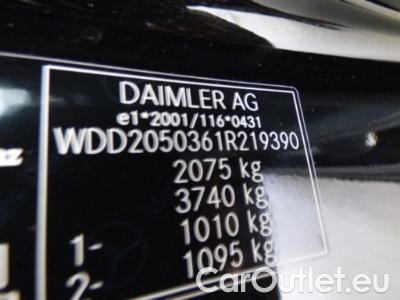 DAIMLER AG
e1*2001/116*0431
WDD2050361R219390
2075 kg
3740 kg
1- 1010 kg
2- 1095 kg
CarOutlet.eu